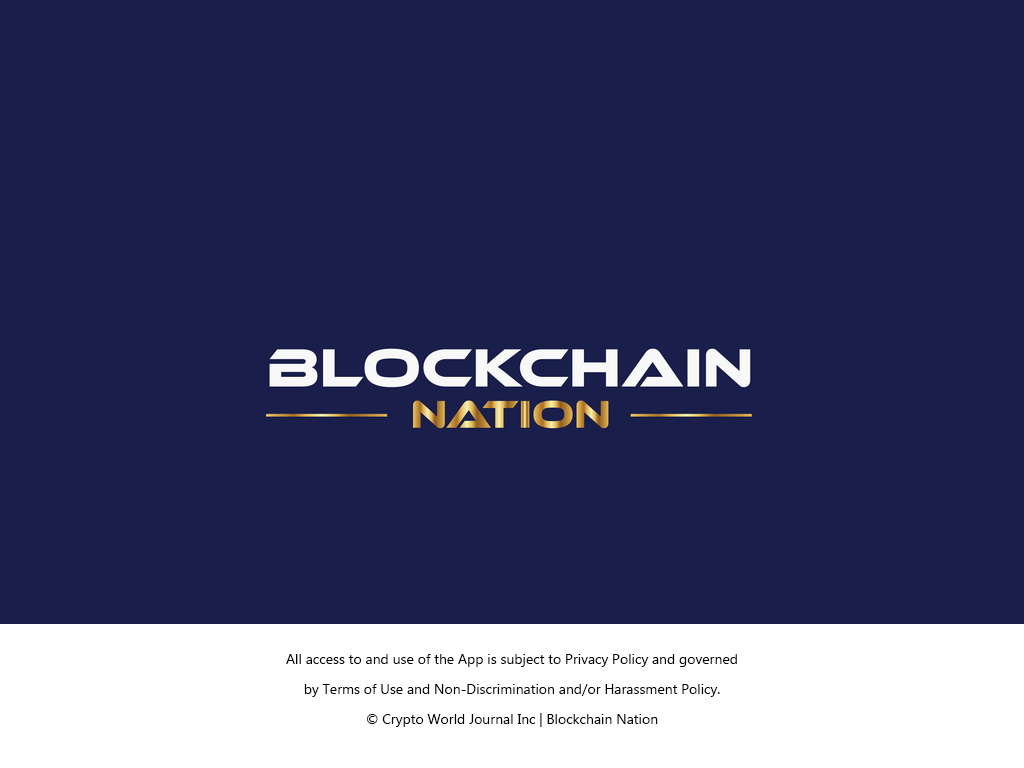 BLOCKCHAIN
NATION
All access to and use of the App is subject to Privacy Policy and governed
by Terms of Use and Non-Discrimination and/or Harassment Policy.
© Crypto World Journal Inc | Blockchain Nation